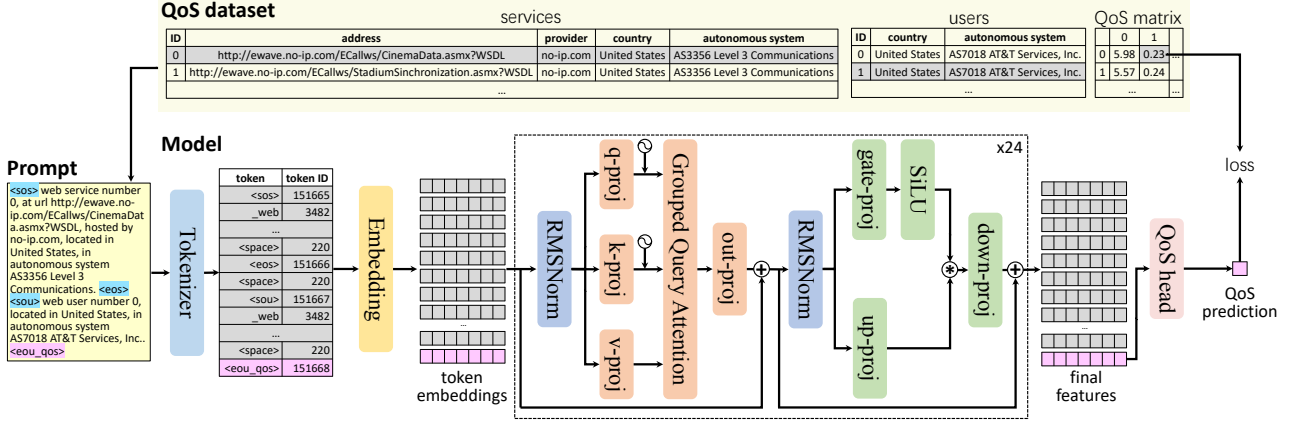 QoS dataset
services
users
QoS matrix
ID address provider country autonomous system
0 http://ewave.no-ip.com/ECallws/CinemaData.asmx?WSDL no-ip.com United States AS3356 Level 3 Communications
1 http://ewave.no-ip.com/ECallws/StadiumSinchronization.asmx?WSDL no-ip.com United States AS3356 Level 3 Communications
...
ID country autonomous system
0 United States AS7018 AT&T Services, Inc.
1 United States AS7018 AT&T Services, Inc.
...
0 1
0 5.98 0.23 ...
1 5.57 0.24
... ...
Prompt
<sos> web service number
0, at url http://ewave.no-
ip.com/ECallws/CinemaDat
a.asmx?WSDL, hosted by
no-ip.com, located in
United States, in
autonomous system
AS3356 Level 3
Communications. <eos>
<sou> web user number 0,
located in United States, in
autonomous system
AS7018 AT&T Services, Inc..
<eou_qos>
Model
Tokenizer
token token ID
<sos> 151665
_web 3482
...
<space> 220
<eos> 151666
<space> 220
<sou> 151667
_web 3482
...
<space> 220
<eou_qos> 151668
Embedding
...
token
embeddings
x24
RMSNorm
q-proj
k-proj
v-proj
Grouped Query Attention
out-proj
RMSNorm
gate-proj
SiLU
up-proj
down-proj
...
final
features
QoS head
loss
QoS
prediction